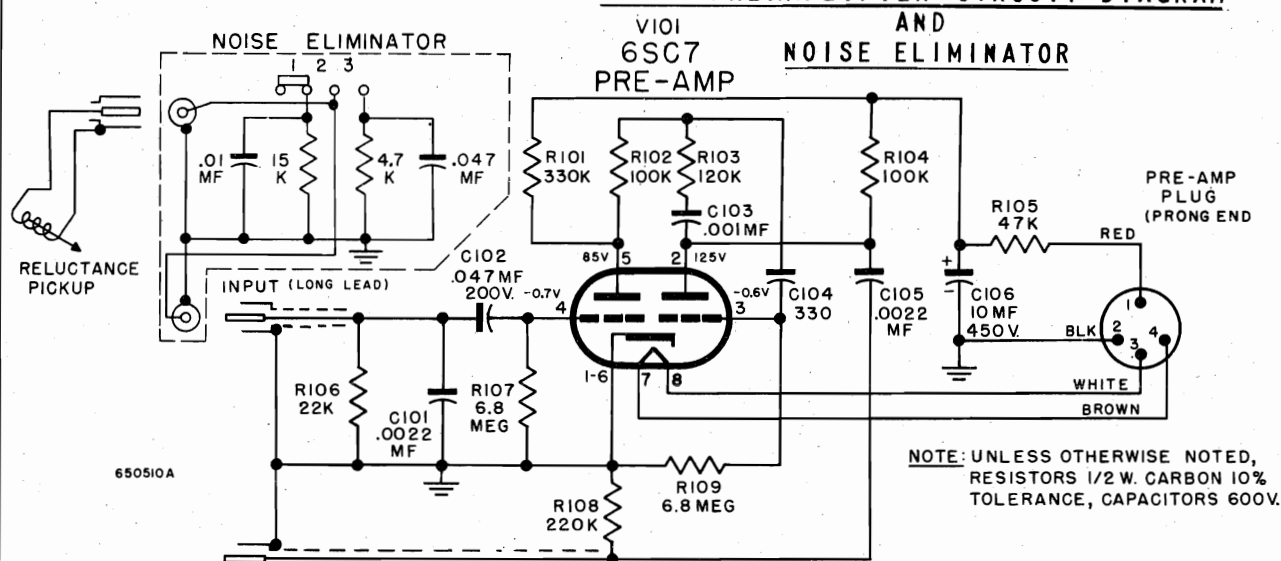 AND
NOISE ELIMINATOR
V101
6SC7
PRE-AMP
NOISE ELIMINATOR
1 2 3
.01
MF
15
K
4.7
K
.047
MF
RELUCTANCE
PICKUP
INPUT (LONG LEAD)
R101
330K
R102
100K
R103
120K
C103
.001MF
R104
100K
R105
47K
RED
PRE-AMP
PLUG
(PRONG END
C102
.047MF
200V.
-0.7V
4
85V
5
2
125V
-0.6V
3
C104
330
C105
.0022
MF
+
-
C106
10MF
450V.
BLK
1
2
3
4
WHITE
BROWN
1-6
7
8
R106
22K
C101
.0022
MF
R107
6.8
MEG
R108
220K
R109
6.8MEG
650510A
NOTE: UNLESS OTHERWISE NOTED,
RESISTORS 1/2 W. CARBON 10%
TOLERANCE, CAPACITORS 600V.